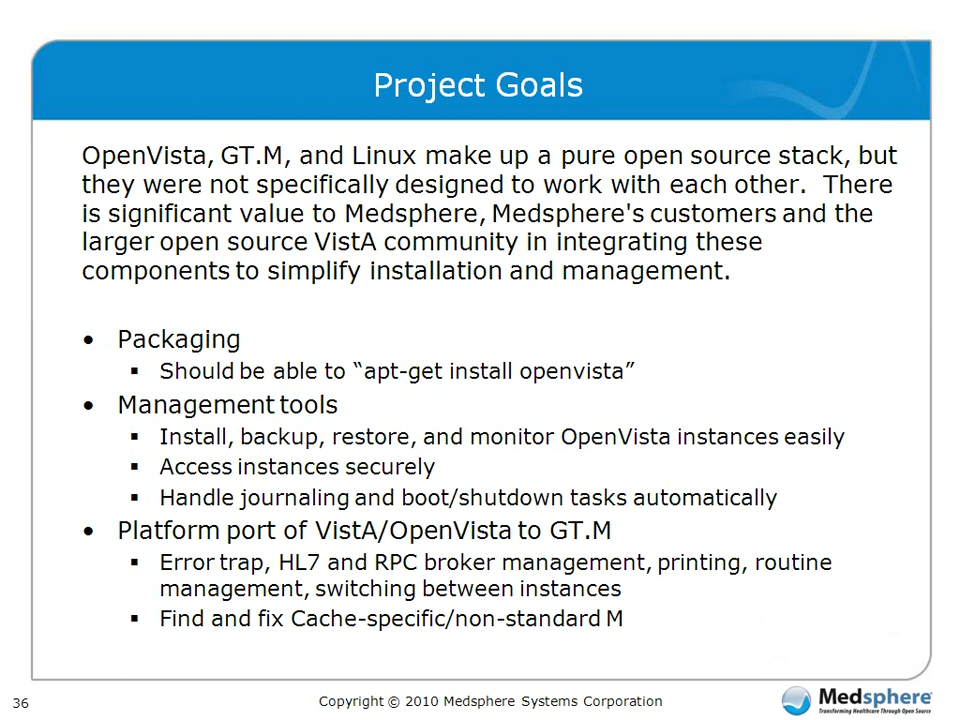 Project Goals
OpenVista, GT.M, and Linux make up a pure open source stack, but
they were not specifically designed to work with each other.  There
is significant value to Medsphere, Medsphere's customers and the
larger open source VistA community in integrating these
components to simplify installation and management.
• Packaging
▪ Should be able to “apt-get install openvista”
• Management tools
▪ Install, backup, restore, and monitor OpenVista instances easily
▪ Access instances securely
▪ Handle journaling and boot/shutdown tasks automatically
• Platform port of VistA/OpenVista to GT.M
▪ Error trap, HL7 and RPC broker management, printing, routine
management, switching between instances
▪ Find and fix Cache-specific/non-standard M
36
Copyright © 2010 Medsphere Systems Corporation
Medsphere
Transforming Healthcare Through Open Source